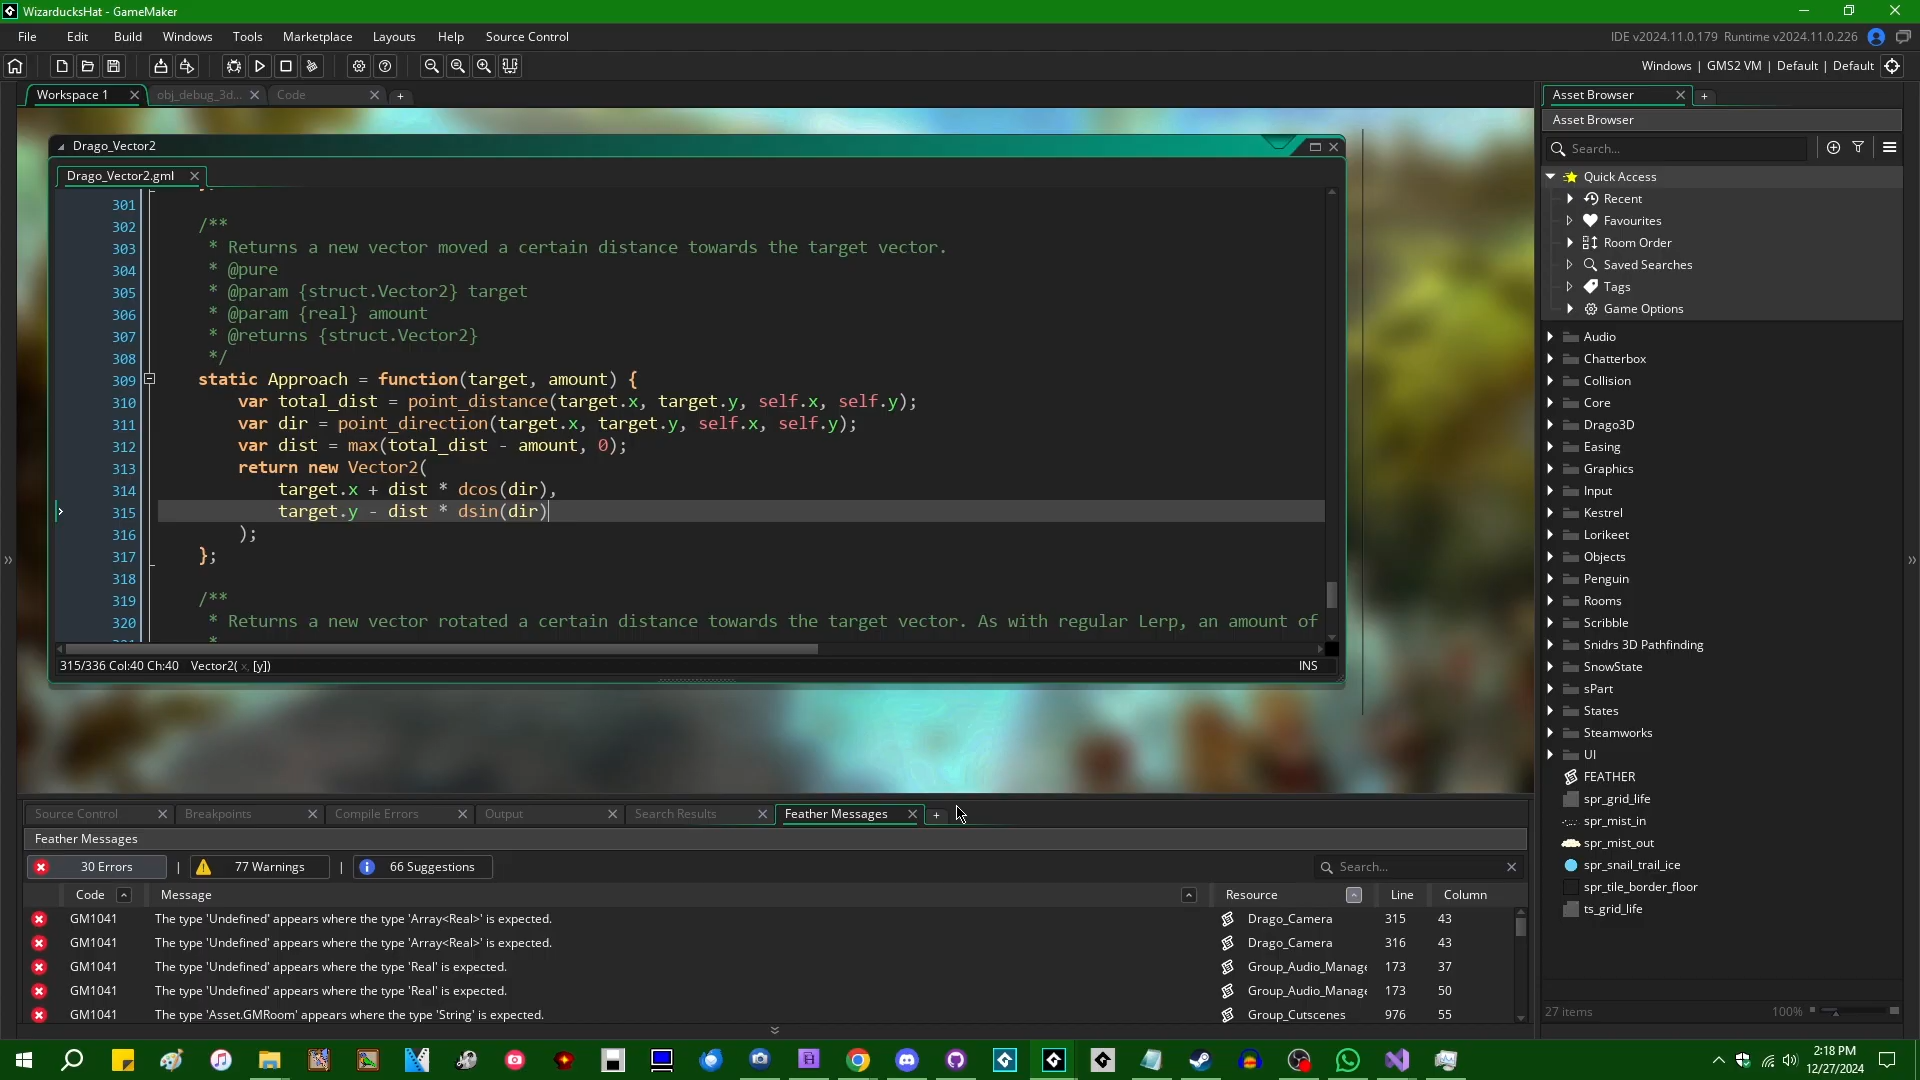 WizarducksHat - GameMaker
File Edit Build Windows Tools Marketplace Layouts Help Source Control
IDE v2024.11.0.179 Runtime v2024.11.0.226
Windows | GMS2 VM | Default | Default
Workspace 1
obj_debug_3d...
Code
+
Drago_Vector2
Drago_Vector2.gml
301
302 /**
303 * Returns a new vector moved a certain distance towards the target vector.
304 * @pure
305 * @param {struct.Vector2} target
306 * @param {real} amount
307 * @returns {struct.Vector2}
308 */
309 static Approach = function(target, amount) {
310 var total_dist = point_distance(target.x, target.y, self.x, self.y);
311 var dir = point_direction(target.x, target.y, self.x, self.y);
312 var dist = max(total_dist - amount, 0);
313 return new Vector2(
314 target.x + dist * dcos(dir),
315 target.y - dist * dsin(dir)
316 );
317 };
318
319 /**
320 * Returns a new vector rotated a certain distance towards the target vector. As with regular Lerp, an amount of
315/336 Col:40 Ch:40 Vector2( x, [y])
INS
Source Control
Breakpoints
Compile Errors
Output
Search Results
Feather Messages
+
Feather Messages
30 Errors | 77 Warnings | 66 Suggestions
Search...
Code Message Resource Line Column
GM1041 The type 'Undefined' appears where the type 'Array<Real>' is expected. Drago_Camera 315 43
GM1041 The type 'Undefined' appears where the type 'Array<Real>' is expected. Drago_Camera 316 43
GM1041 The type 'Undefined' appears where the type 'Real' is expected. Group_Audio_Manage 173 37
GM1041 The type 'Undefined' appears where the type 'Real' is expected. Group_Audio_Manage 173 50
GM1041 The type 'Asset.GMRoom' appears where the type 'String' is expected. Group_Cutscenes 976 55
Asset Browser
+
Asset Browser
Search...
Quick Access
Recent
Favourites
Room Order
Saved Searches
Tags
Game Options
Audio
Chatterbox
Collision
Core
Drago3D
Easing
Graphics
Input
Kestrel
Lorikeet
Objects
Penguin
Rooms
Scribble
Snidrs 3D Pathfinding
SnowState
sPart
States
Steamworks
UI
FEATHER
spr_grid_life
spr_mist_in
spr_mist_out
spr_snail_trail_ice
spr_tile_border_floor
ts_grid_life
27 items
100%
2:18 PM
12/27/2024